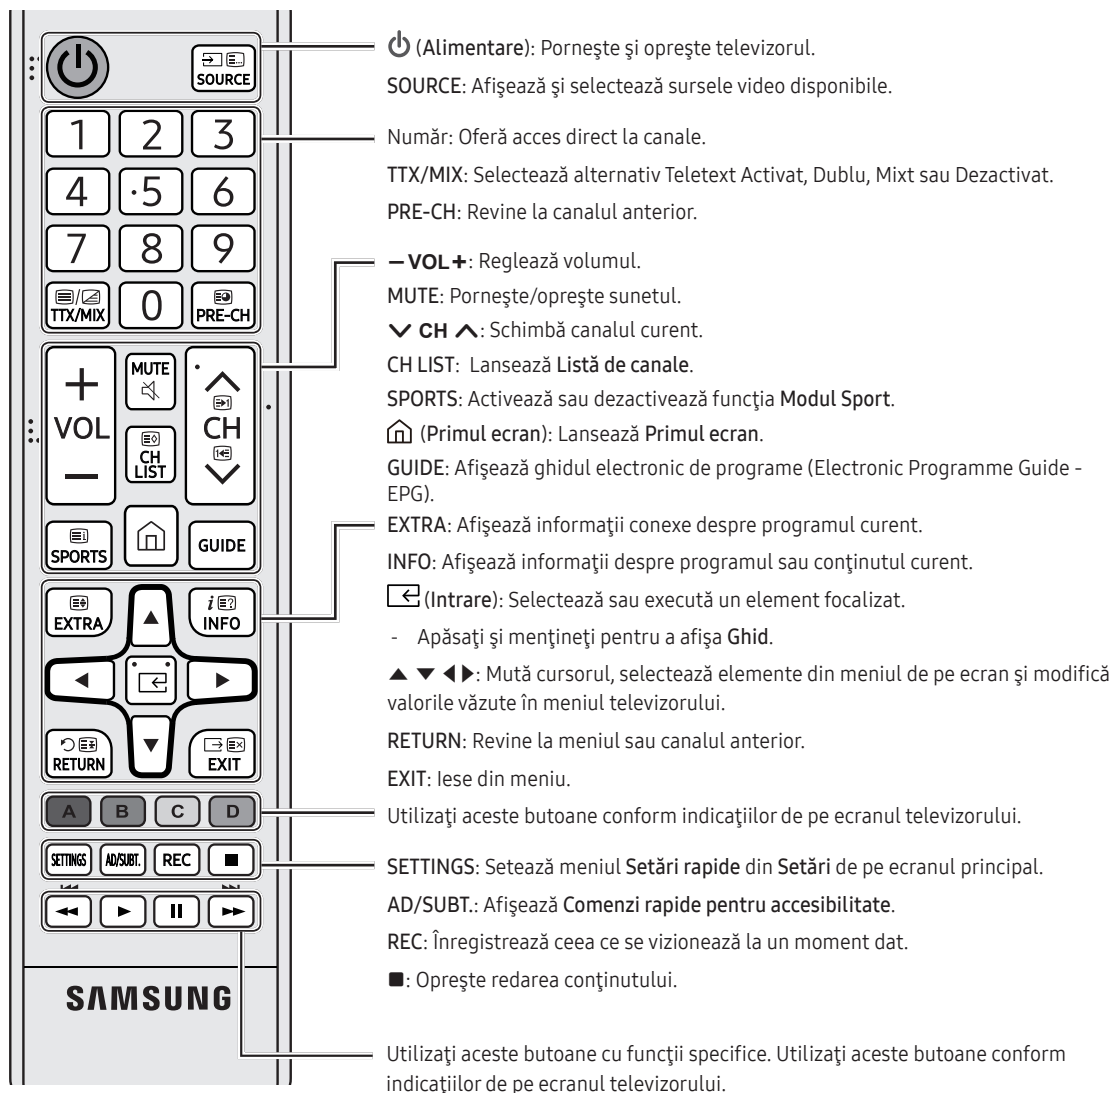 SOURCE
1 2 3
4 ·5 6
7 8 9
TTX/MIX 0 PRE-CH
+ MUTE
VOL CH
CH LIST
—
SPORTS GUIDE
EXTRA i INFO
RETURN EXIT
A B C D
SETTINGS AD/SUBT. REC
SAMSUNG
(Alimentare): Porneşte şi opreşte televizorul.
SOURCE: Afişează şi selectează sursele video disponibile.
Număr: Oferă acces direct la canale.
TTX/MIX: Selectează alternativ Teletext Activat, Dublu, Mixt sau Dezactivat.
PRE-CH: Revine la canalul anterior.
— VOL +: Reglează volumul.
MUTE: Porneşte/opreşte sunetul.
CH : Schimbă canalul curent.
CH LIST: Lansează Listă de canale.
SPORTS: Activează sau dezactivează funcţia Modul Sport.
(Primul ecran): Lansează Primul ecran.
GUIDE: Afişează ghidul electronic de programe (Electronic Programme Guide -
EPG).
EXTRA: Afişează informaţii conexe despre programul curent.
INFO: Afişează informaţii despre programul sau conţinutul curent.
(Intrare): Selectează sau execută un element focalizat.
- Apăsaţi şi menţineţi pentru a afişa Ghid.
▲ ▼ ◀ ▶: Mută cursorul, selectează elemente din meniul de pe ecran şi modifică
valorile văzute în meniul televizorului.
RETURN: Revine la meniul sau canalul anterior.
EXIT: Iese din meniu.
Utilizaţi aceste butoane conform indicaţiilor de pe ecranul televizorului.
SETTINGS: Setează meniul Setări rapide din Setări de pe ecranul principal.
AD/SUBT.: Afişează Comenzi rapide pentru accesibilitate.
REC: Înregistrează ceea ce se vizionează la un moment dat.
■: Opreşte redarea conţinutului.
Utilizaţi aceste butoane cu funcţii specifice. Utilizaţi aceste butoane conform
indicaţiilor de pe ecranul televizorului.